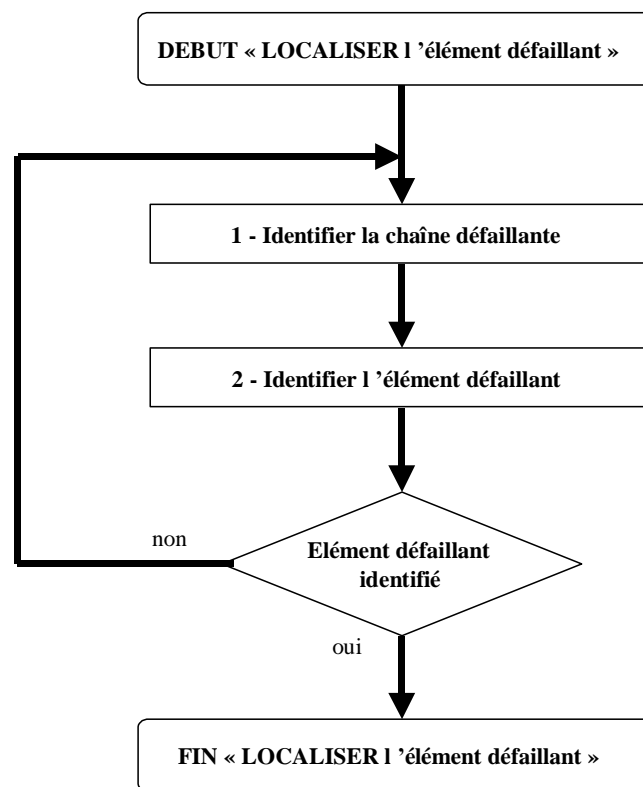 DEBUT « LOCALISER l ’élément défaillant »
1 - Identifier la chaîne défaillante
2 - Identifier l ’élément défaillant
Elément défaillant
identifié
non
oui
FIN « LOCALISER l ’élément défaillant »